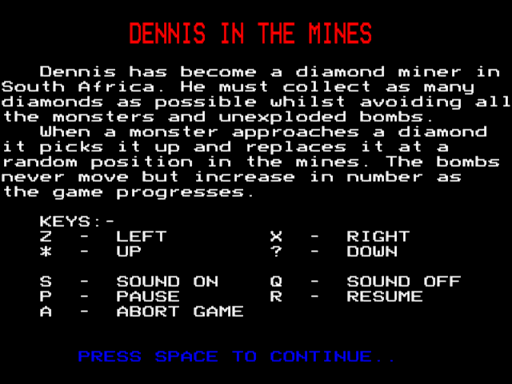 DENNIS IN THE MINES
Dennis has become a diamond miner in
South Africa. He must collect as many
diamonds as possible whilst avoiding all
the monsters and unexploded bombs.
When a monster approaches a diamond
it picks it up and replaces it at a
random position in the mines. The bombs
never move but increase in number as
the game progresses.
KEYS:-
Z - LEFT X - RIGHT
* - UP ? - DOWN
S - SOUND ON Q - SOUND OFF
P - PAUSE R - RESUME
A - ABORT GAME
PRESS SPACE TO CONTINUE..